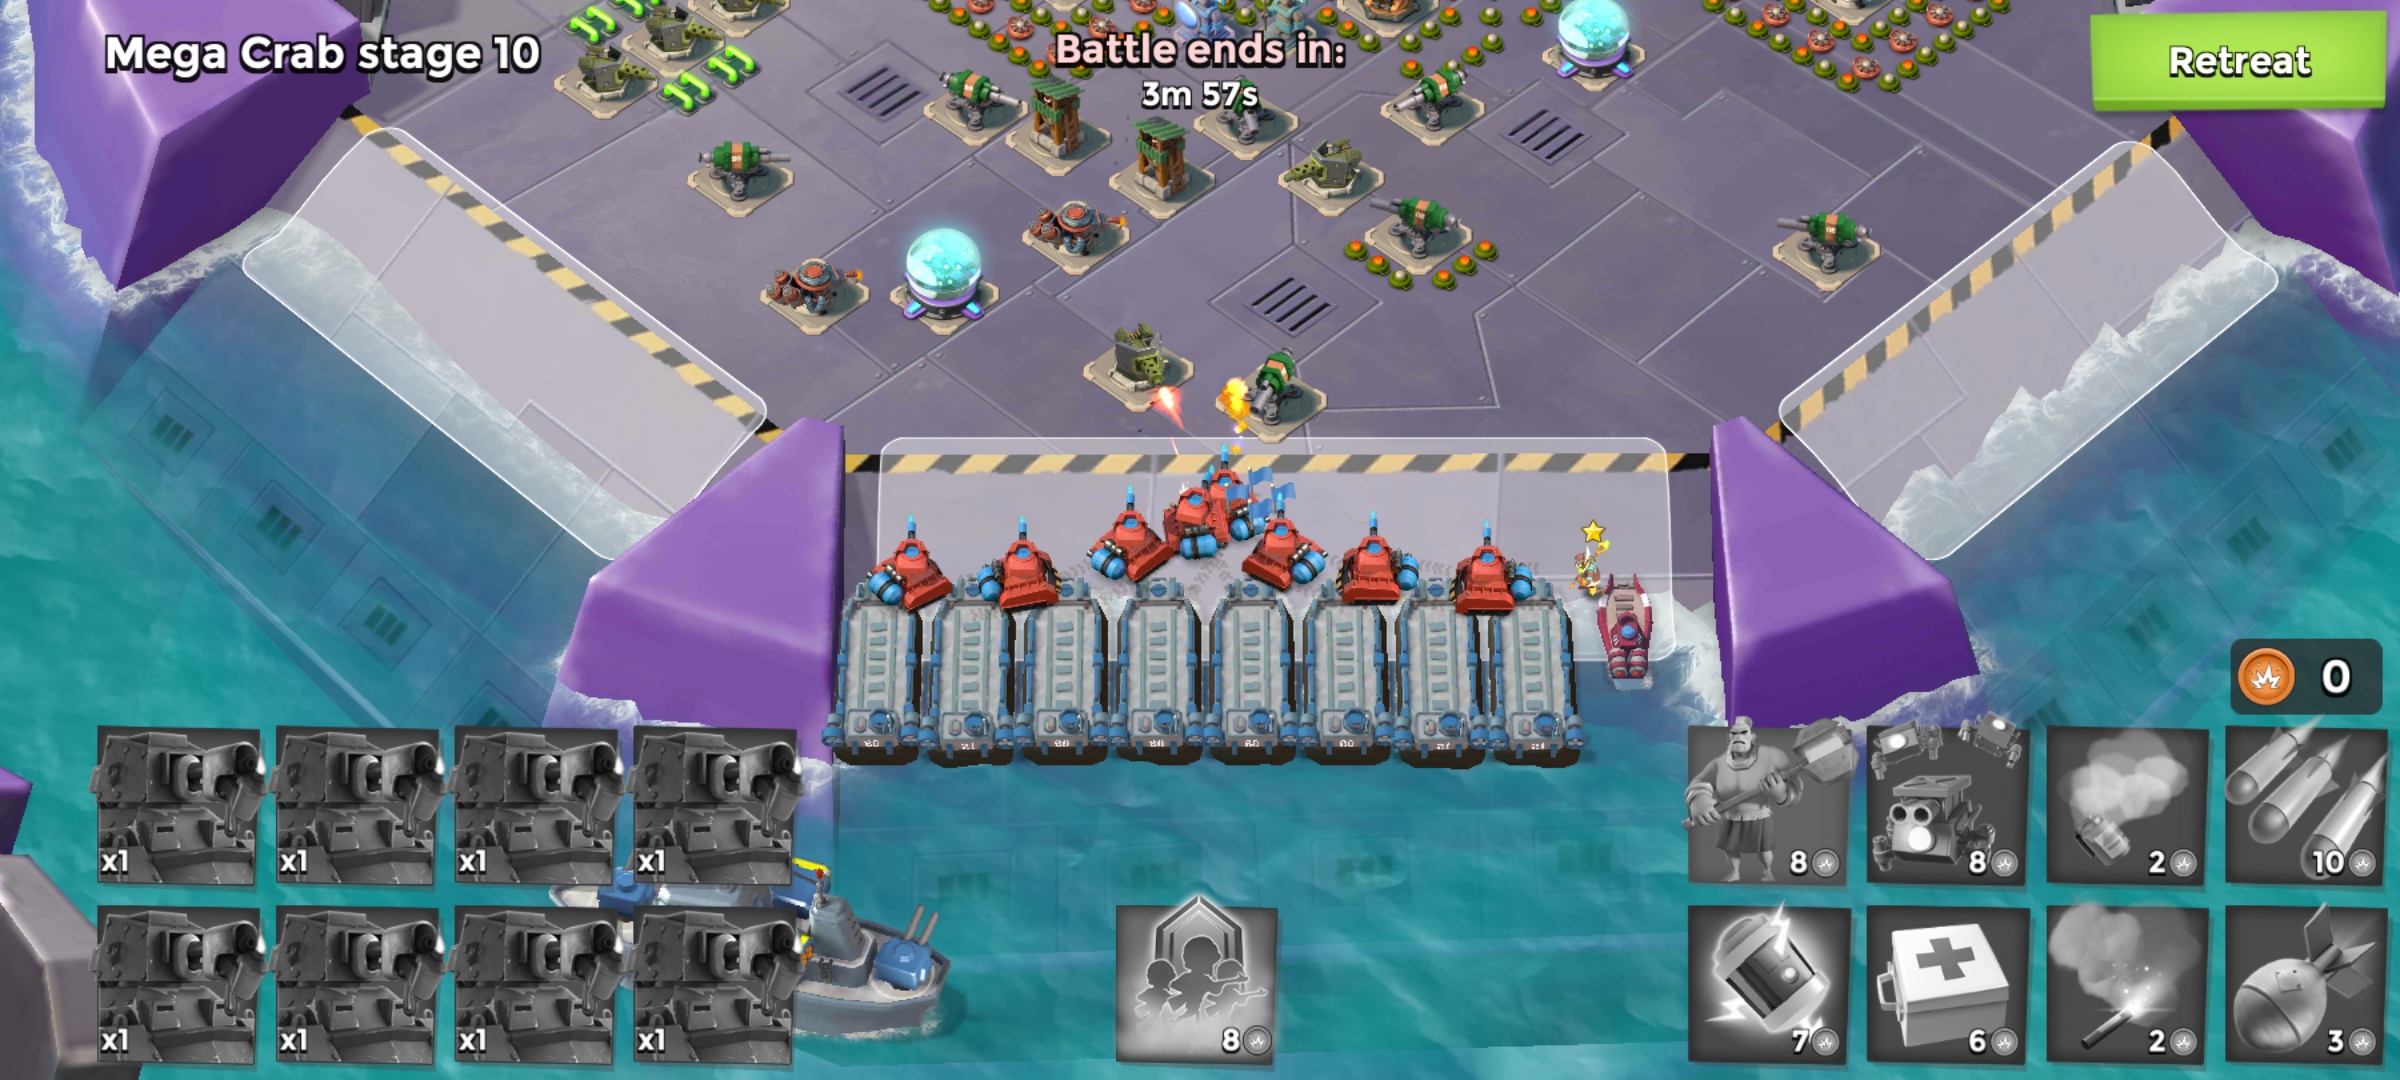 Mega Crab stage 10
Battle ends in:
3m 57s
Retreat
0
x1
x1
x1
x1
8
8
2
10
x1
x1
x1
x1
8
7
6
2
3